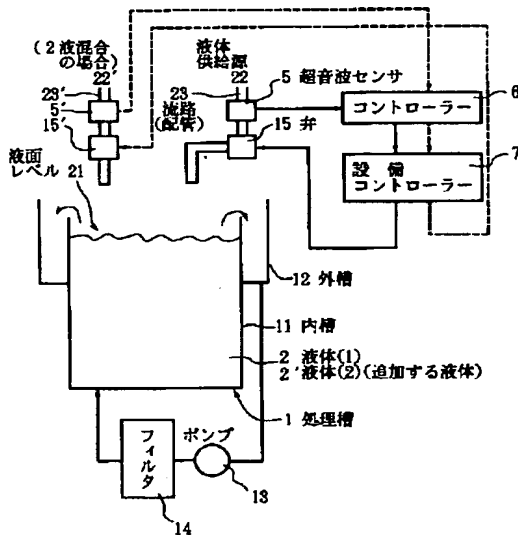 (2液混合
の場合)
22'
23'
5'
15'
液体
供給源
23 22
流路
(配管)
5 超音波センサ
15 弁
コントローラー
6
設備
コントローラー
7
液面
レベル 21
12 外槽
11 内槽
2 液体(1)
2' 液体(2)(追加する液体)
1 処理槽
フィルタ
ポンプ
13
14